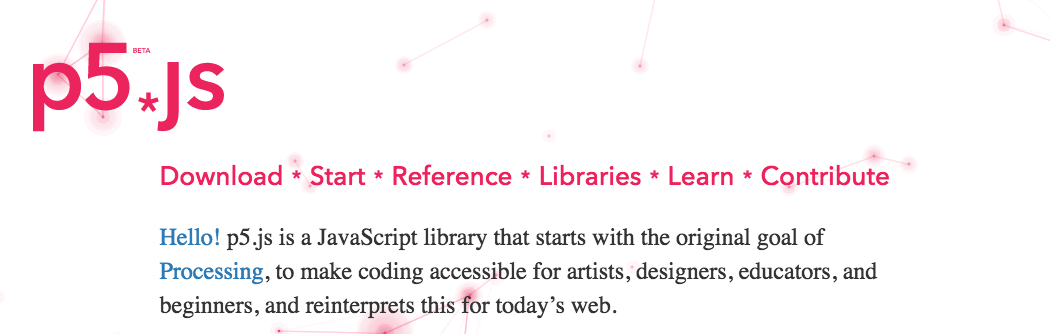 p5.js
BETA
Download * Start * Reference * Libraries * Learn * Contribute
Hello! p5.js is a JavaScript library that starts with the original goal of
Processing, to make coding accessible for artists, designers, educators, and
beginners, and reinterprets this for today’s web.